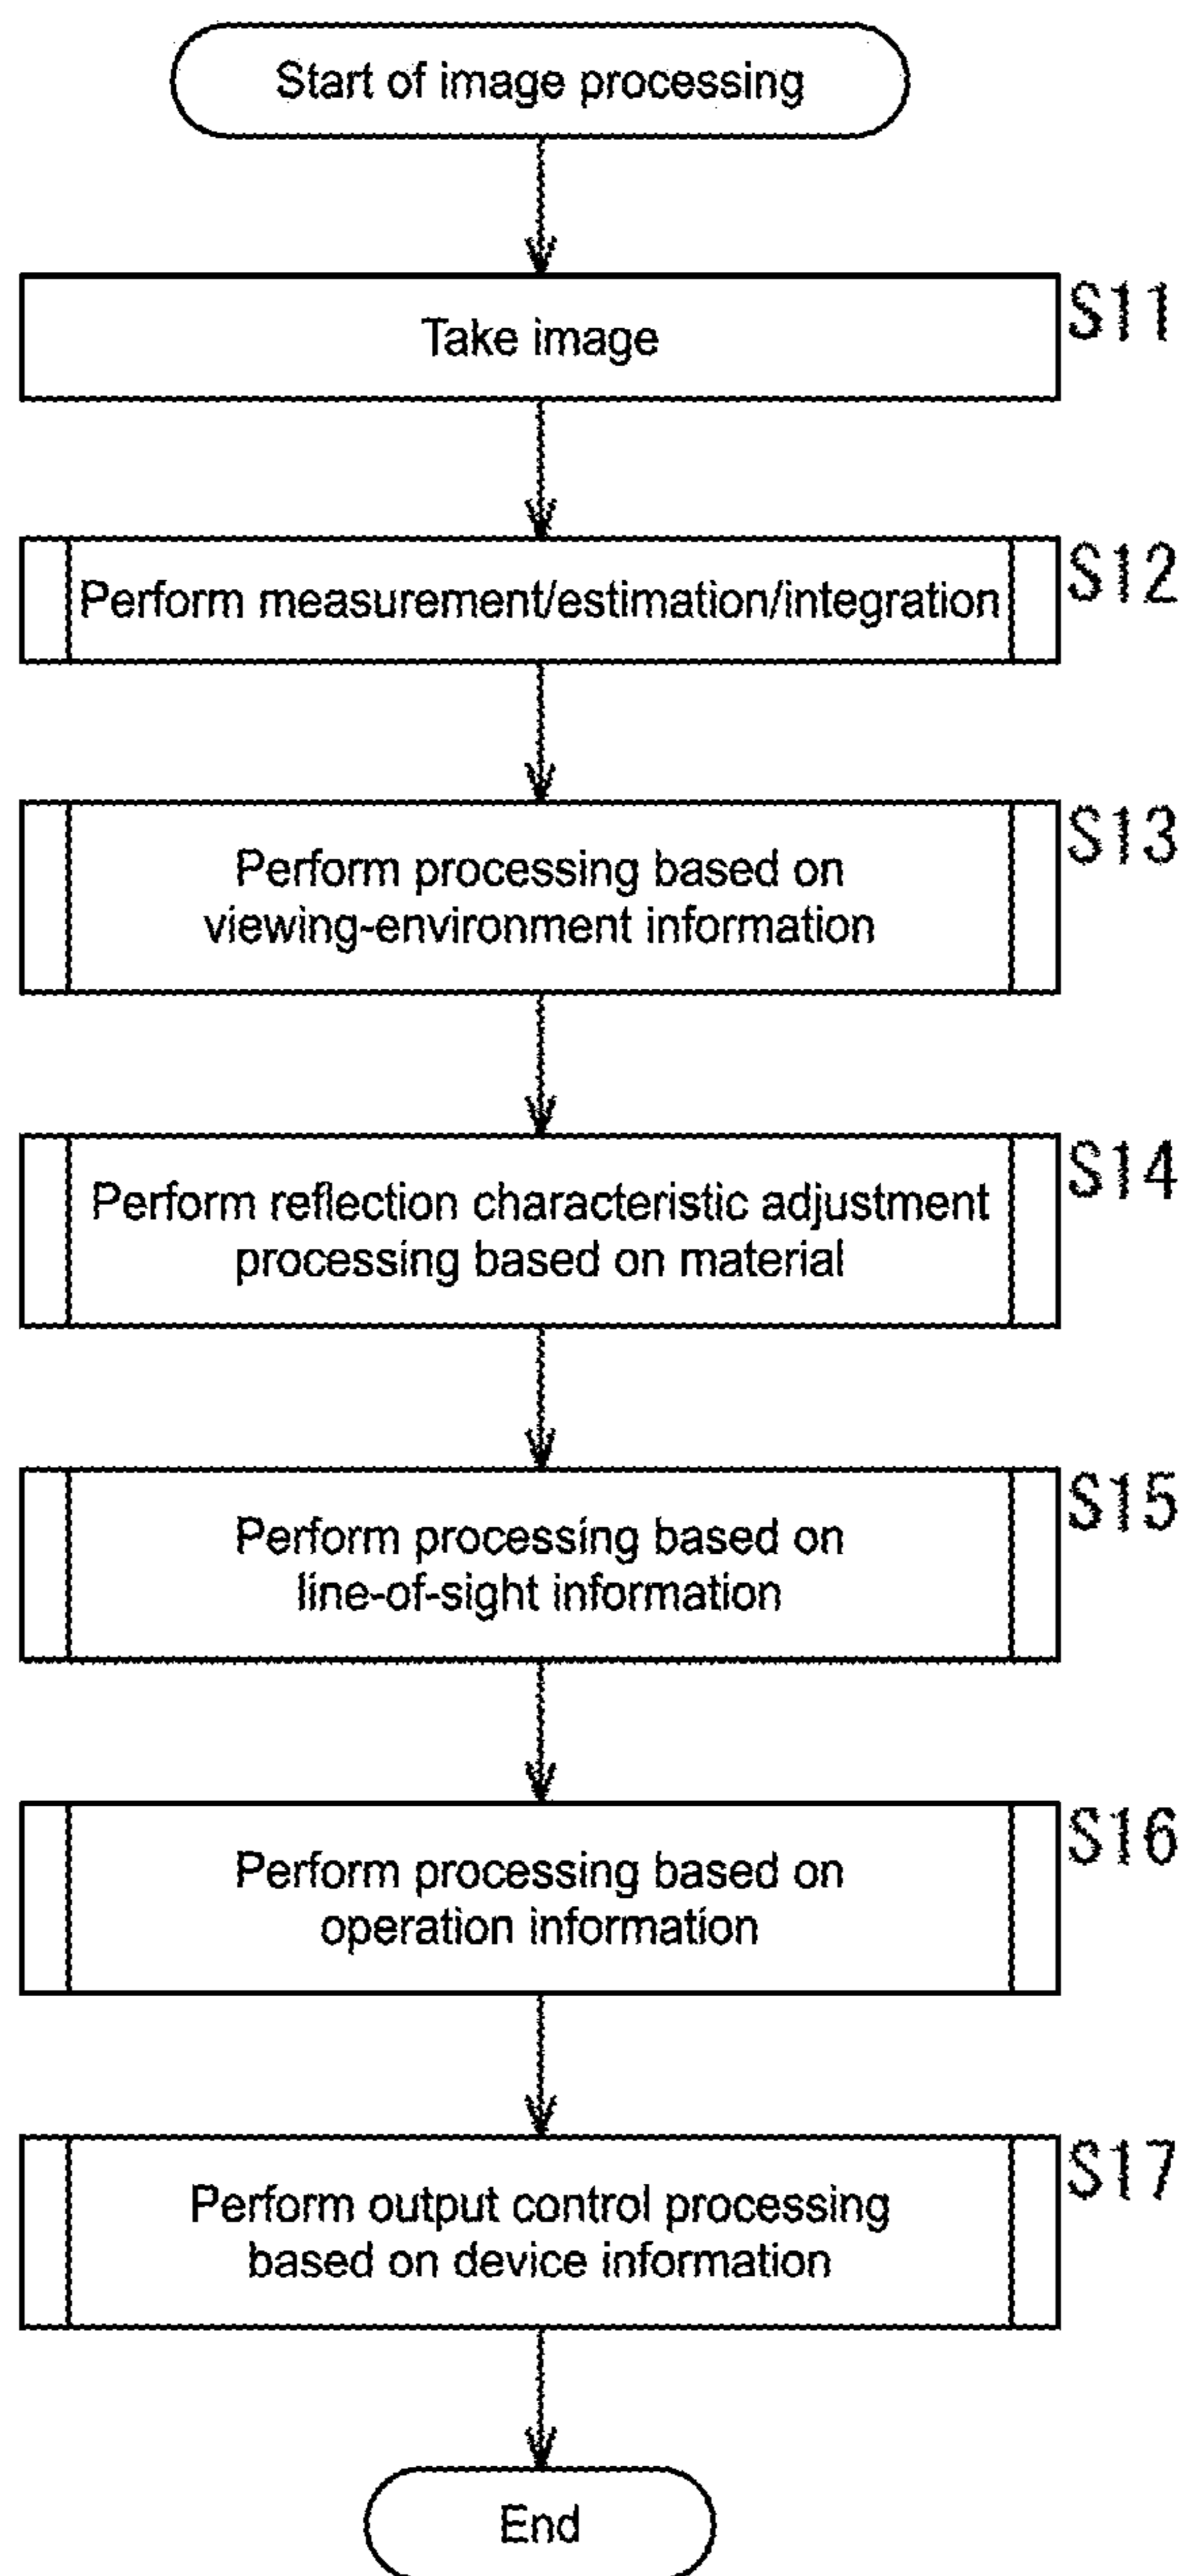 Start of image processing
Take image
S11
Perform measurement/estimation/integration
S12
Perform processing based on
viewing-environment information
S13
Perform reflection characteristic adjustment
processing based on material
S14
Perform processing based on
line-of-sight information
S15
Perform processing based on
operation information
S16
Perform output control processing
based on device information
S17
End